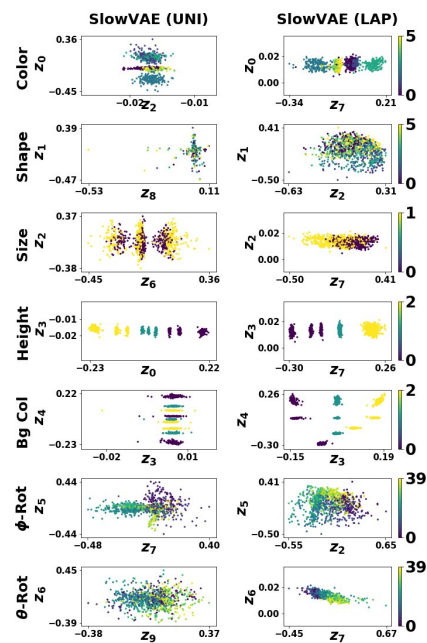 SlowVAE (UNI) SlowVAE (LAP)
Color
0.36
z0
−0.45
−0.02 −0.01
z2
0.02
z0
0.00
−0.34 0.21
z7
5
0
Shape
0.39
z1
−0.47
−0.53 0.11
z8
0.41
z1
−0.50
−0.63 0.31
z2
5
0
Size
0.37
z2
−0.38
−0.45 0.36
z6
0.02
z2
0.00
−0.50 0.41
z7
1
0
Height
−0.01
z3
−0.02
−0.23 0.22
z0
0.02
z3
0.00
−0.30 0.26
z7
2
0
Bg Col
0.22
z4
−0.23
−0.02 0.01
z3
0.26
z4
−0.30
−0.15 0.19
z3
2
0
ϕ-Rot
0.44
z5
−0.44
−0.48 0.40
z7
0.41
z5
−0.50
−0.55 0.65
z2
39
0
θ-Rot
0.45
z6
−0.39
−0.38 0.37
z9
0.02
z6
0.00
−0.45 0.67
z7
39
0